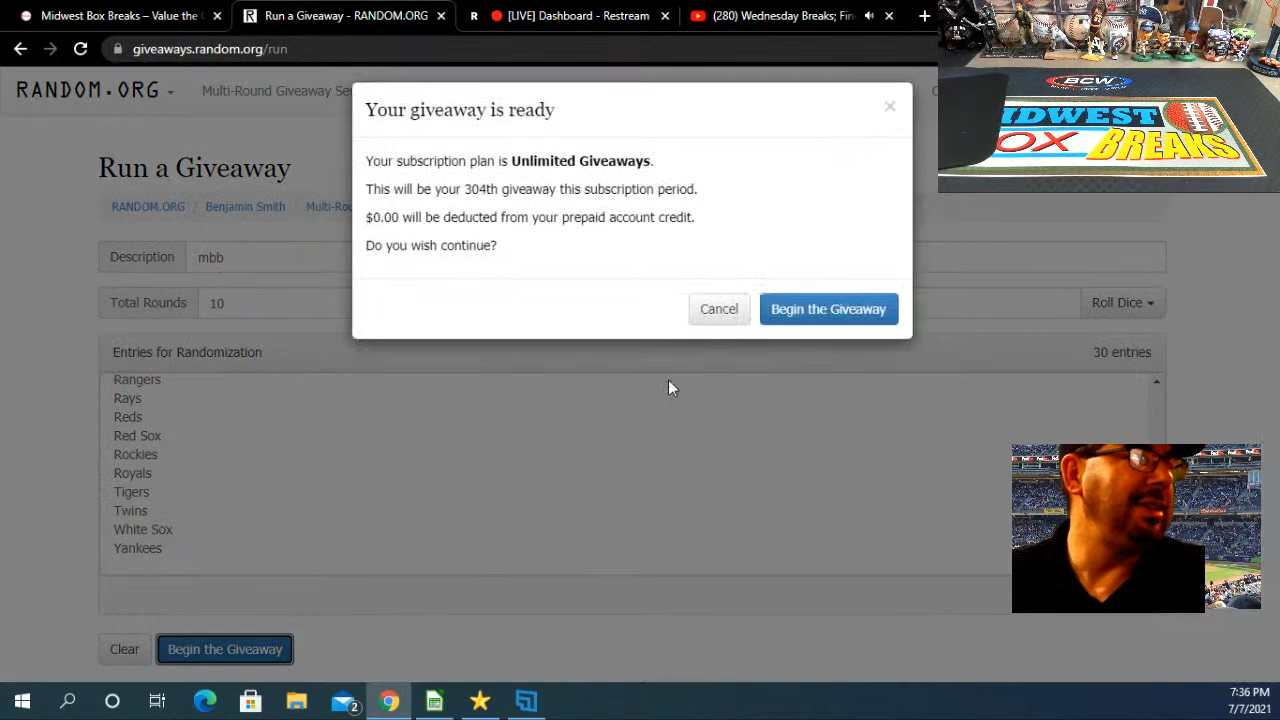 Midwest Box Breaks – Value the C
Run a Giveaway - RANDOM.ORG
[LIVE] Dashboard - Restream
(280) Wednesday Breaks; Fin
giveaways.random.org/run
RANDOM.ORG
Multi-Round Giveaway Se
Your giveaway is ready
Your subscription plan is Unlimited Giveaways.
This will be your 304th giveaway this subscription period.
$0.00 will be deducted from your prepaid account credit.
Do you wish continue?
Cancel
Begin the Giveaway
Run a Giveaway
RANDOM.ORG
Benjamin Smith
Multi-Rou
Description
mbb
Total Rounds
10
Roll Dice
Entries for Randomization
30 entries
Rangers
Rays
Reds
Red Sox
Rockies
Royals
Tigers
Twins
White Sox
Yankees
Clear
Begin the Giveaway
BCW
MIDWEST
BOX BREAKS
2
7:36 PM
7/7/2021